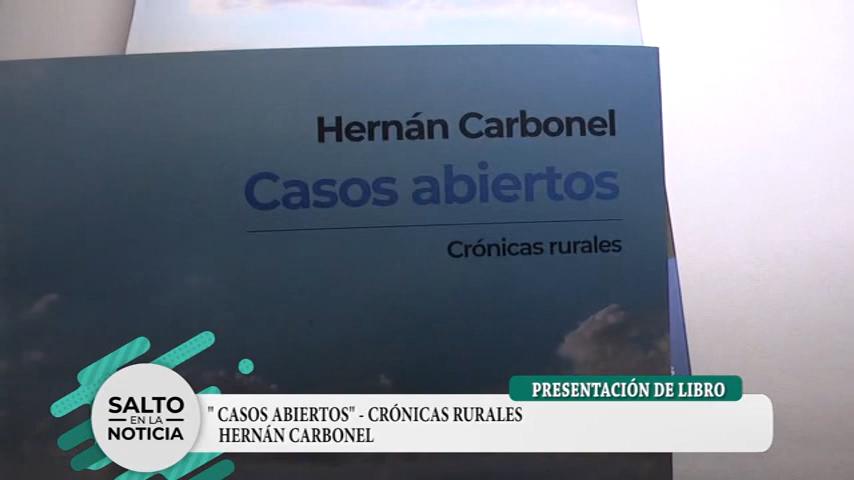 Hernán Carbonel
Casos abiertos
Crónicas rurales
PRESENTACIÓN DE LIBRO
" CASOS ABIERTOS" - CRÓNICAS RURALES
HERNÁN CARBONEL
SALTO
EN LA
NOTICIA